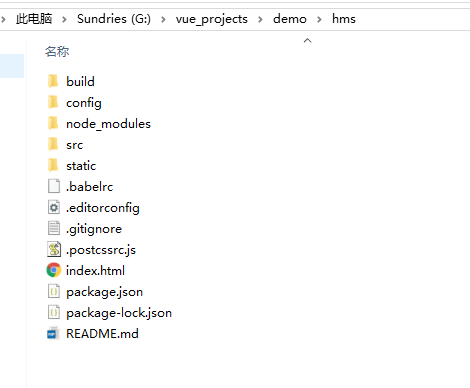 此电脑 > Sundries (G:) > vue_projects > demo > hms
名称
build
config
node_modules
src
static
.babelrc
.editorconfig
.gitignore
.postcssrc.js
index.html
package.json
package-lock.json
README.md